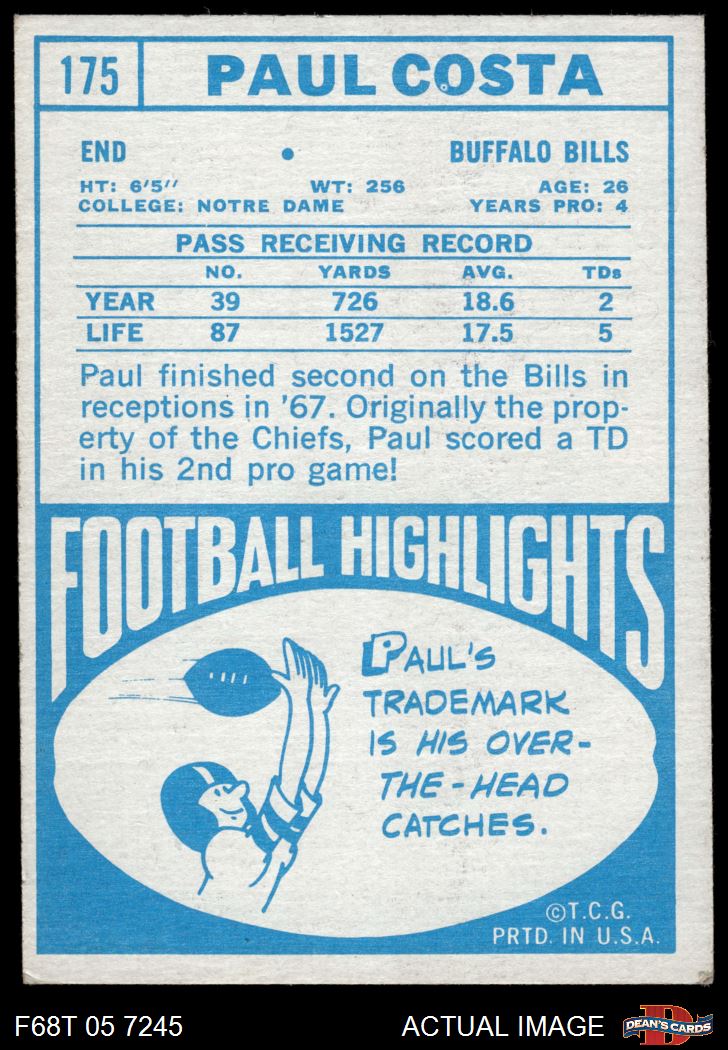 175
PAUL COSTA
END • BUFFALO BILLS
HT: 6'5" WT: 256 AGE: 26
COLLEGE: NOTRE DAME YEARS PRO: 4
PASS RECEIVING RECORD
NO. YARDS AVG. TDs
YEAR 39 726 18.6 2
LIFE 87 1527 17.5 5
Paul finished second on the Bills in
receptions in '67. Originally the prop-
erty of the Chiefs, Paul scored a TD
in his 2nd pro game!
FOOTBALL HIGHLIGHTS
PAUL'S
TRADEMARK
IS HIS OVER-
THE-HEAD
CATCHES.
©T.C.G.
PRTD. IN U.S.A.
F68T 05 7245 ACTUAL IMAGE
D
DEAN'S CARDS